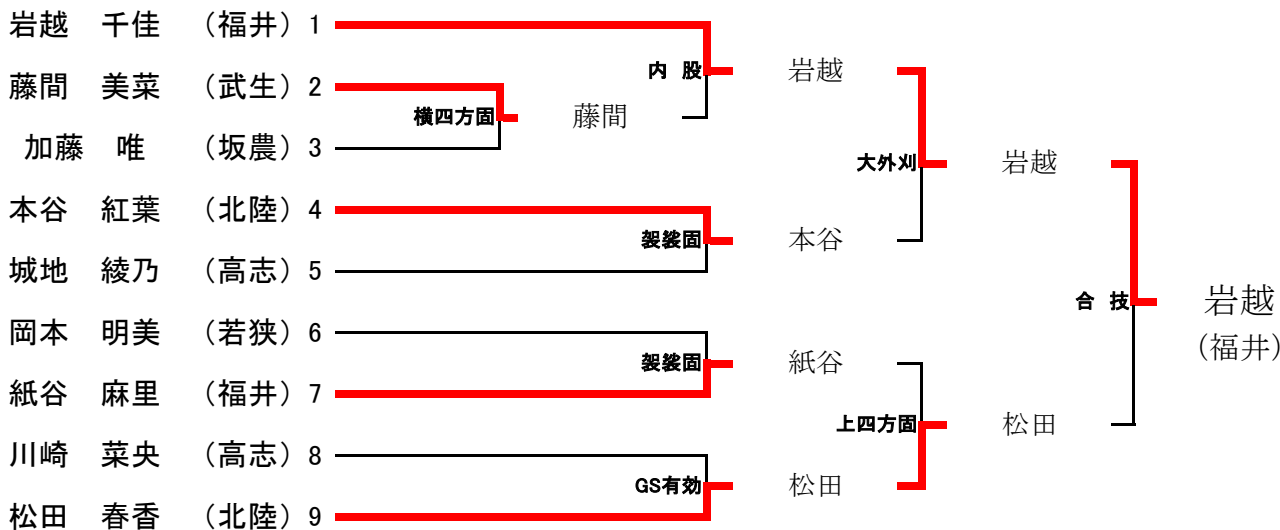 岩越 千佳 (福井) 1
内 股
岩越
藤間 美菜 (武生) 2
横四方固
藤間
加藤 唯 (坂農) 3
大外刈
岩越
本谷 紅葉 (北陸) 4
袈裟固
本谷
城地 綾乃 (高志) 5
合 技
岩越
(福井)
岡本 明美 (若狭) 6
袈裟固
紙谷
紙谷 麻里 (福井) 7
上四方固
松田
川崎 菜央 (高志) 8
GS有効
松田
松田 春香 (北陸) 9